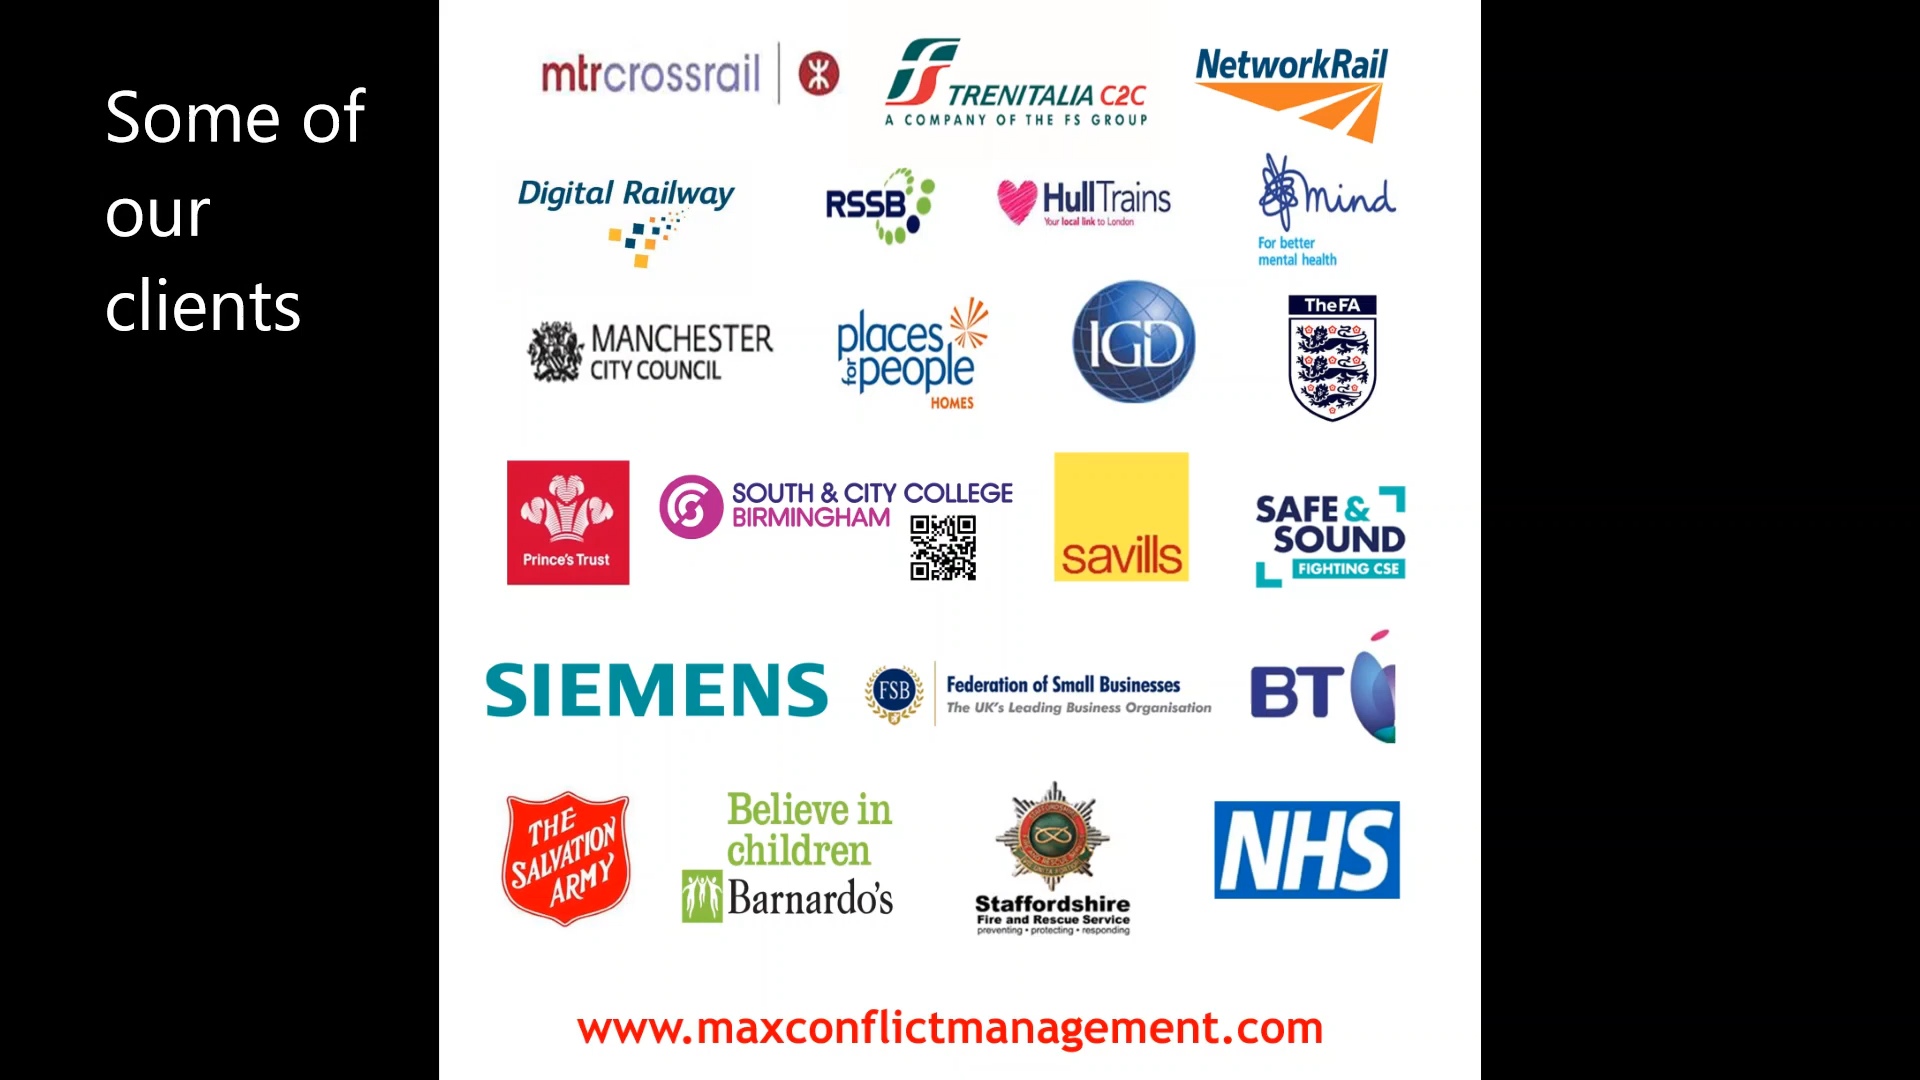 Some of
our
clients
mtrcrossrail
TRENITALIA C2C
A COMPANY OF THE FS GROUP
NetworkRail
Digital Railway
RSSB
HullTrains
Your local link to London
mind
For better
mental health
MANCHESTER
CITY COUNCIL
places
for people
HOMES
IGD
The FA
Prince's Trust
SOUTH & CITY COLLEGE
BIRMINGHAM
savills
SAFE &
SOUND
FIGHTING CSE
SIEMENS
FSB
Federation of Small Businesses
The UK's Leading Business Organisation
BT
THE
SALVATION
ARMY
Believe in
children
Barnardo's
Staffordshire
Fire and Rescue Service
preventing • protecting • responding
NHS
www.maxconflictmanagement.com